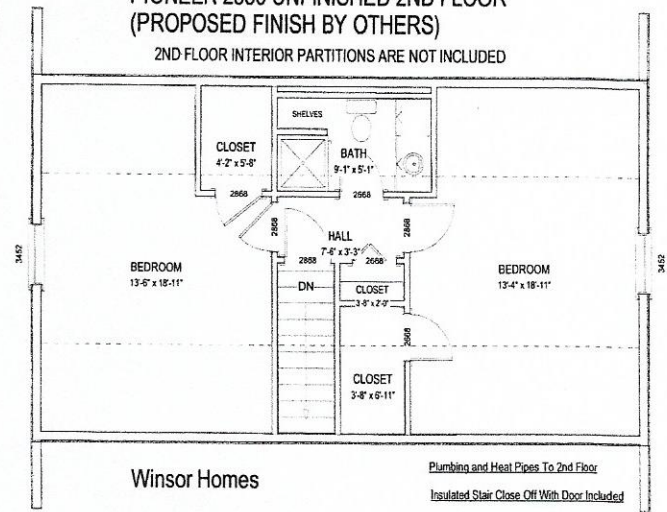 (PROPOSED FINISH BY OTHERS)
2ND FLOOR INTERIOR PARTITIONS ARE NOT INCLUDED
SHELVES
CLOSET
4'-2" x 5'-8"
BATH
9'-1" x 5'-1"
2868
2668
2868
HALL
7'-6" x 3'-3"
2868
3452
BEDROOM
13'-6" x 18'-11"
2868
2668
BEDROOM
13'-4" x 18'-11"
3452
DN
CLOSET
3'-8" x 2'-0"
2668
CLOSET
3'-8" x 6'-11"
Winsor Homes
Plumbing and Heat Pipes To 2nd Floor
Insulated Stair Close Off With Door Included